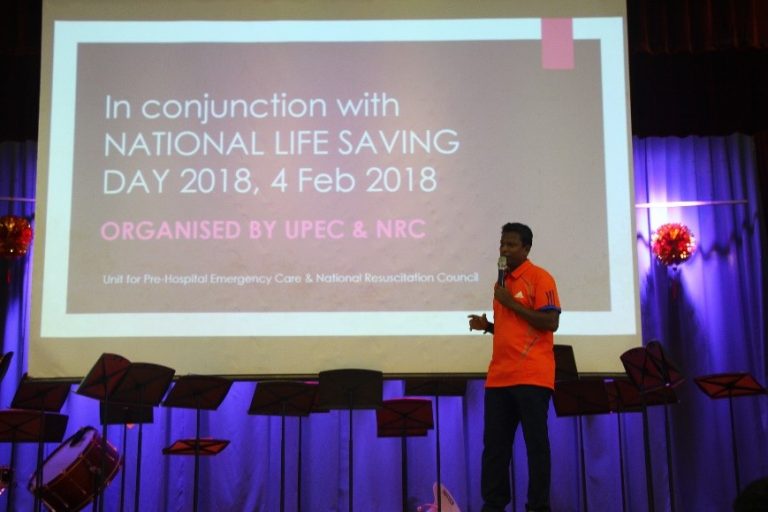 In conjunction with
NATIONAL LIFE SAVING
DAY 2018, 4 Feb 2018
ORGANISED BY UPEC & NRC
Unit for Pre-Hospital Emergency Care & National Resuscitation Council